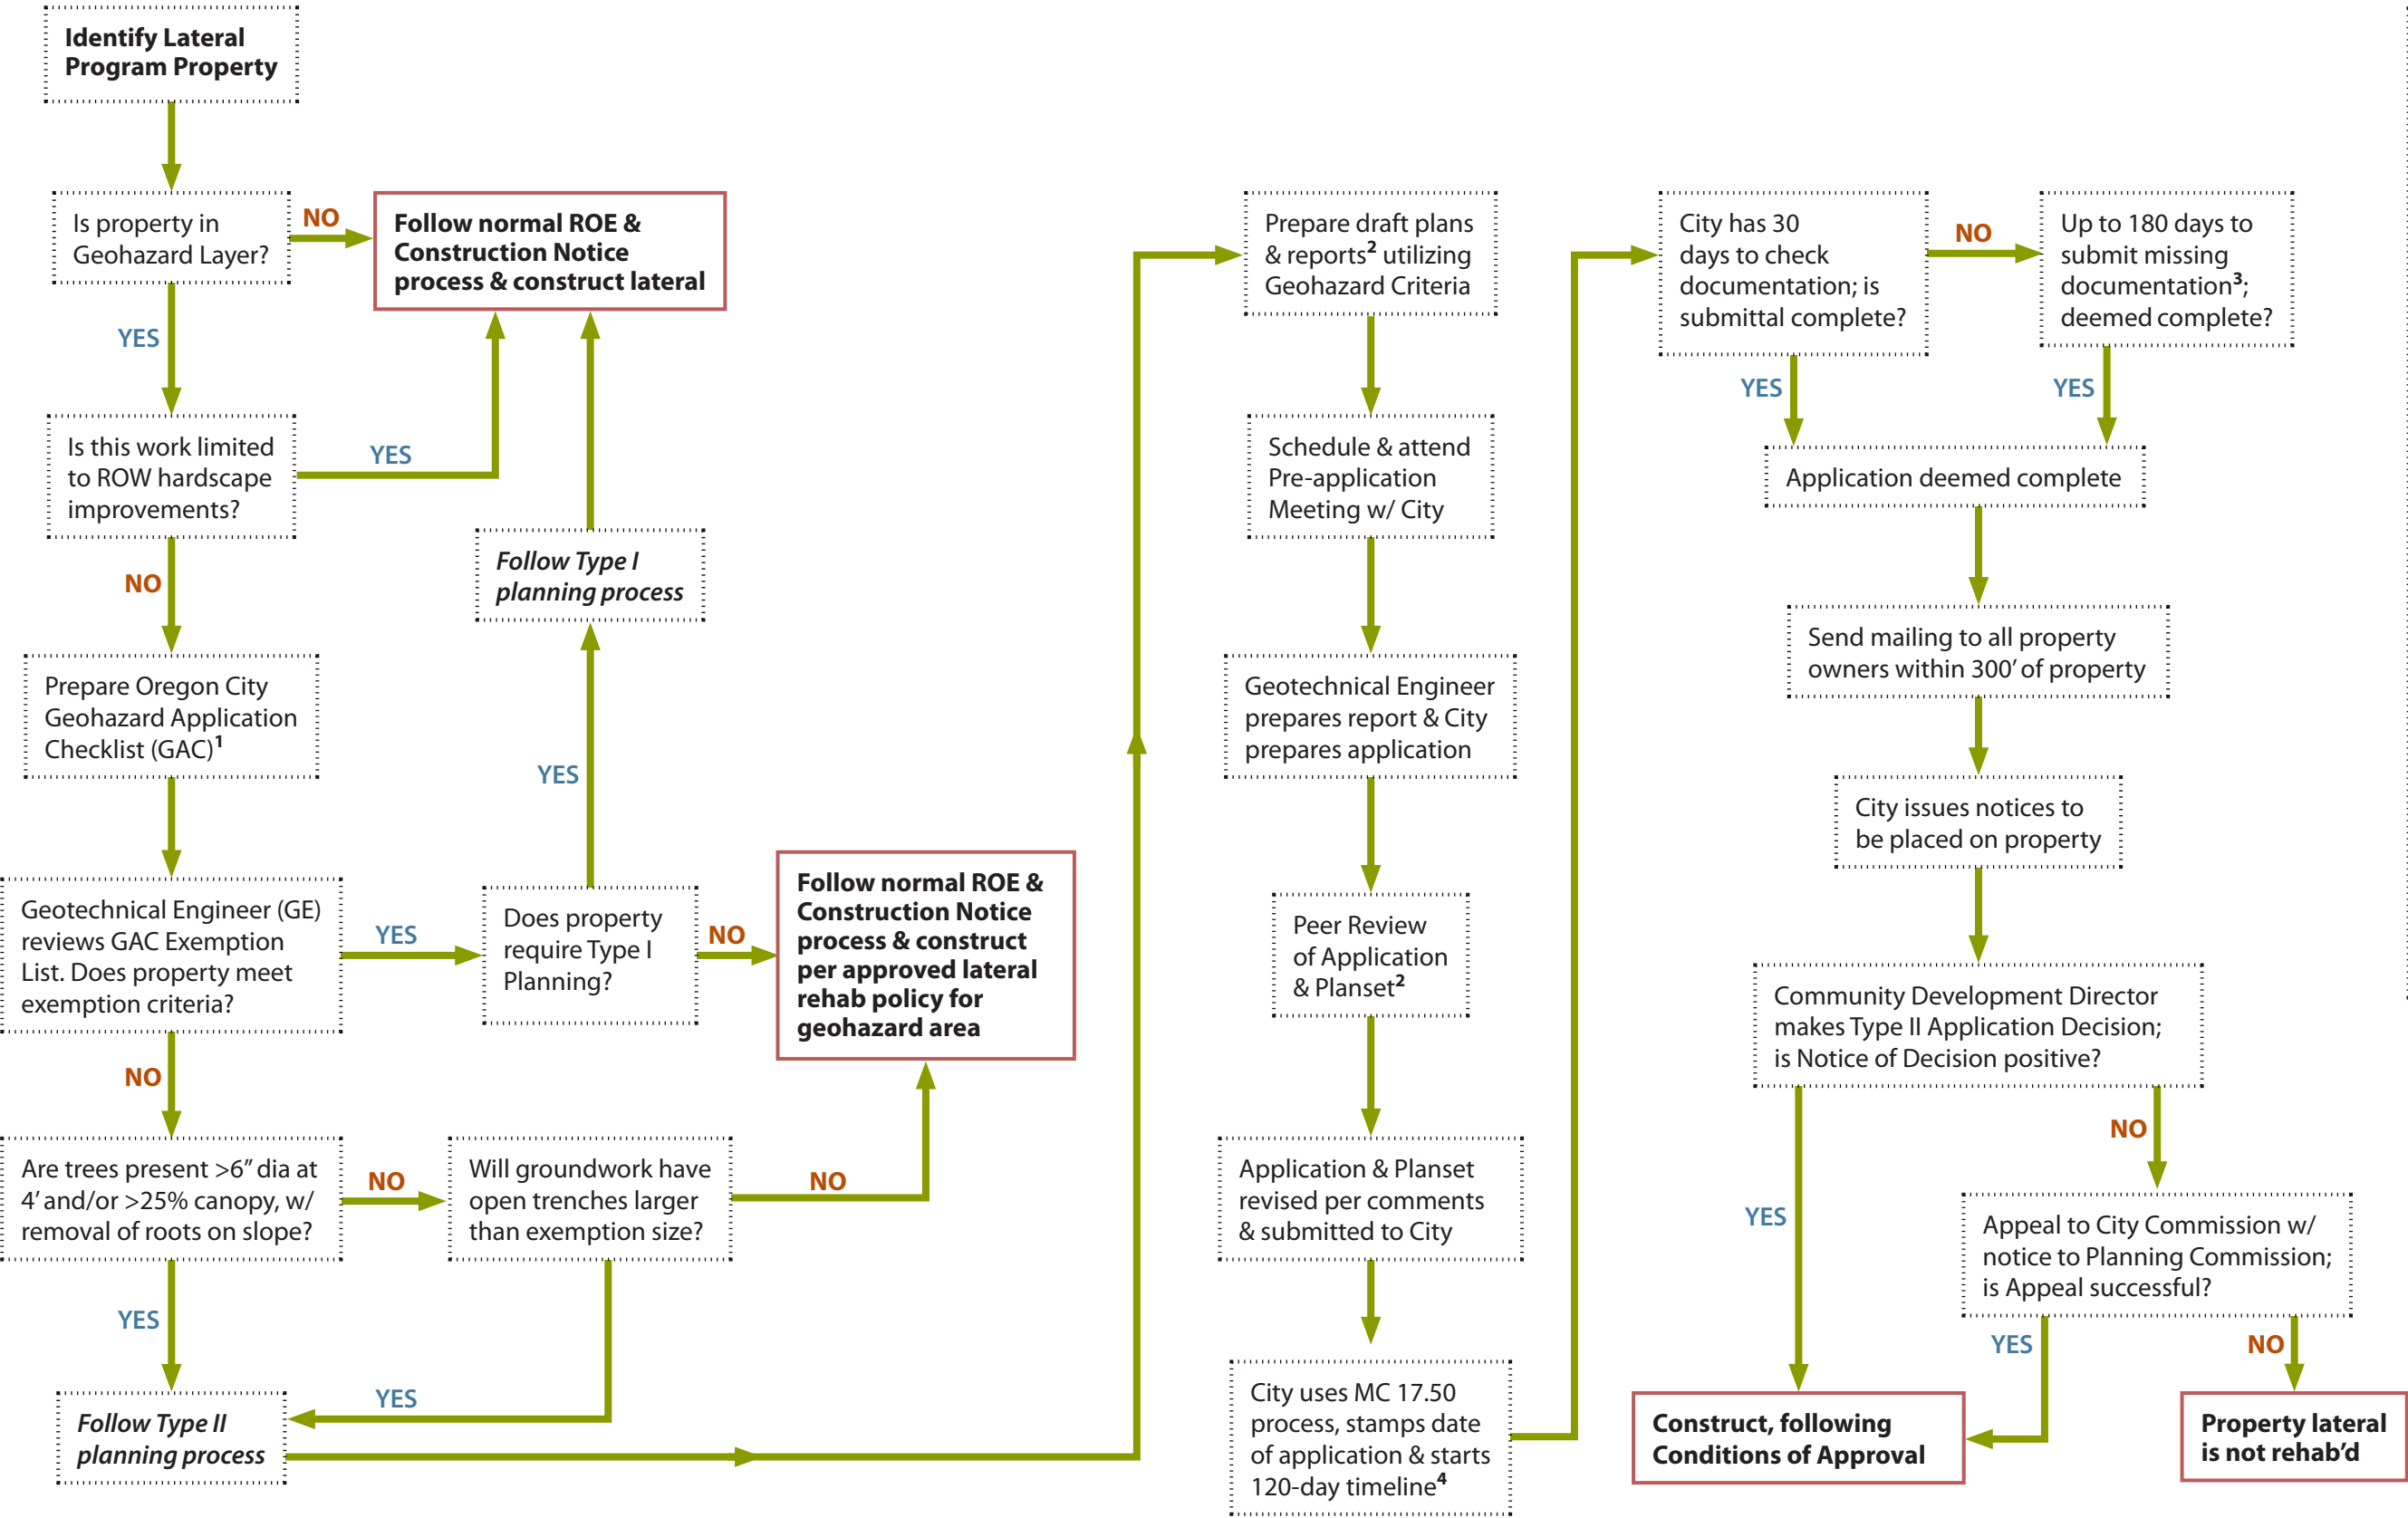 Identify Lateral
Program Property
Is property in
Geohazard Layer?
NO
Follow normal ROE &
Construction Notice
process & construct lateral
YES
Is this work limited
to ROW hardscape
improvements?
YES
NO
Follow Type I
planning process
Prepare Oregon City
Geohazard Application
Checklist (GAC)1
YES
Geotechnical Engineer (GE)
reviews GAC Exemption
List. Does property meet
exemption criteria?
YES
Does property
require Type I
Planning?
NO
Follow normal ROE &
Construction Notice
process & construct
per approved lateral
rehab policy for
geohazard area
NO
Are trees present >6” dia at
4’ and/or >25% canopy, w/
removal of roots on slope?
NO
Will groundwork have
open trenches larger
than exemption size?
NO
YES
YES
Follow Type II
planning process
Prepare draft plans
& reports2 utilizing
Geohazard Criteria
Schedule & attend
Pre-application
Meeting w/ City
Geotechnical Engineer
prepares report & City
prepares application
Peer Review
of Application
& Planset2
Application & Planset
revised per comments
& submitted to City
City uses MC 17.50
process, stamps date
of application & starts
120-day timeline4
City has 30
days to check
documentation; is
submittal complete?
NO
Up to 180 days to
submit missing
documentation3;
deemed complete?
YES
YES
Application deemed complete
Send mailing to all property
owners within 300’ of property
City issues notices to
be placed on property
Community Development Director
makes Type II Application Decision;
is Notice of Decision positive?
NO
YES
Appeal to City Commission w/
notice to Planning Commission;
is Appeal successful?
YES
NO
Construct, following
Conditions of Approval
Property lateral
is not rehab’d